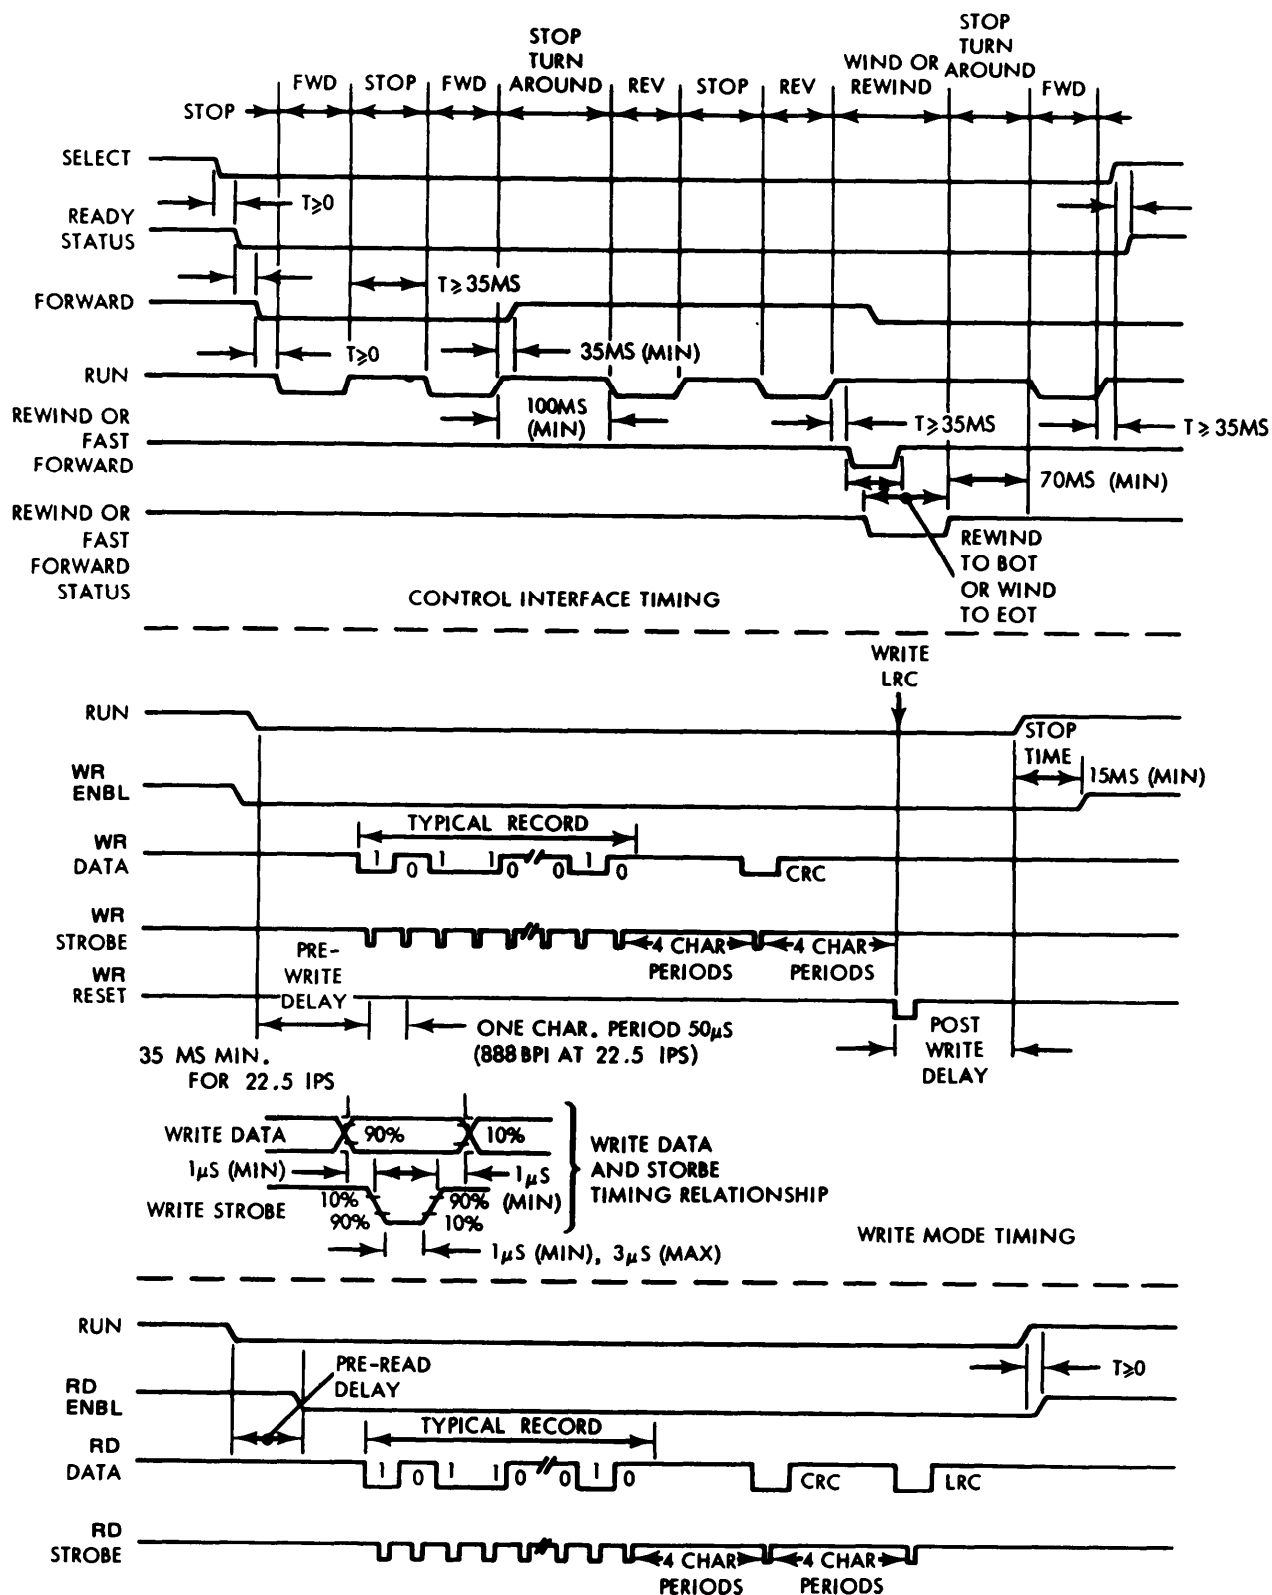 STOP
TURN
AROUND
WIND OR
REWIND
STOP
TURN
AROUND
FWD
STOP
FWD
REV
STOP
REV
FWD
STOP
SELECT
T≥0
READY
STATUS
T≥35MS
FORWARD
T≥0
35MS (MIN)
RUN
100MS
(MIN)
T≥35MS
T≥35MS
REWIND OR
FAST
FORWARD
70MS (MIN)
REWIND OR
FAST
FORWARD
STATUS
REWIND
TO BOT
OR WIND
TO EOT
CONTROL INTERFACE TIMING
WRITE
LRC
RUN
STOP
TIME
15MS (MIN)
WR
ENBL
TYPICAL RECORD
WR
DATA
1 0 1 1 0 0 1 0
CRC
WR
STROBE
4 CHAR
PERIODS
4 CHAR
PERIODS
PRE-
WRITE
DELAY
WR
RESET
ONE CHAR. PERIOD 50μS
(888 BPI AT 22.5 IPS)
POST
WRITE
DELAY
35 MS MIN.
FOR 22.5 IPS
WRITE DATA
90%
10%
1μS (MIN)
1μS
(MIN)
WRITE STROBE
10%
90%
90%
10%
1μS (MIN), 3μS (MAX)
WRITE DATA
AND STORBE
TIMING RELATIONSHIP
WRITE MODE TIMING
RUN
PRE-READ
DELAY
T≥0
RD
ENBL
TYPICAL RECORD
RD
DATA
1 0 1 1 0 0 1 0
CRC
LRC
RD
STROBE
4 CHAR
PERIODS
4 CHAR
PERIODS